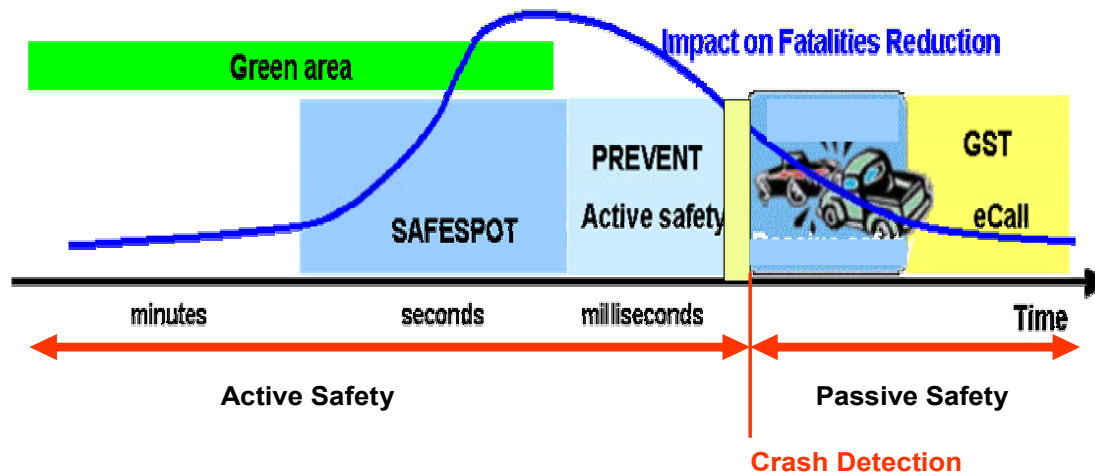 Impact on Fatalities Reduction
Green area
PREVENT
Active safety
SAFESPOT
GST
eCall
minutes
seconds
milliseconds
Time
Active Safety
Passive Safety
Crash Detection